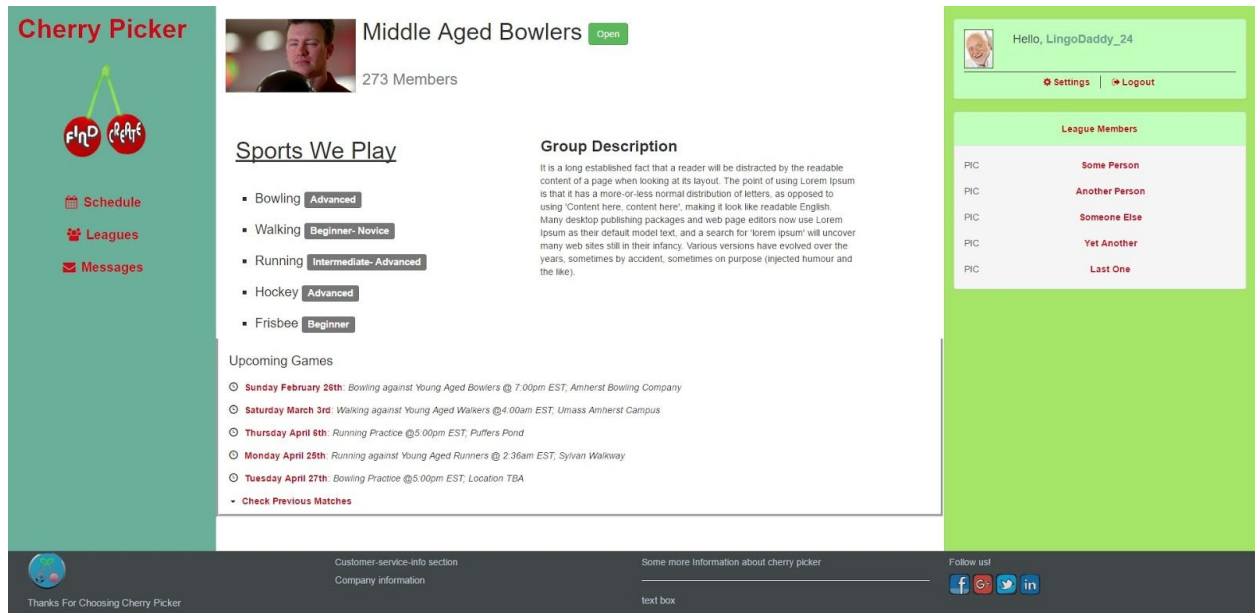 Cherry Picker
FIND CREATE
Schedule
Leagues
Messages
Middle Aged Bowlers Open
273 Members
Sports We Play
Bowling Advanced
Walking Beginner- Novice
Running Intermediate- Advanced
Hockey Advanced
Frisbee Beginner
Group Description
It is a long established fact that a reader will be distracted by the readable
content of a page when looking at its layout. The point of using Lorem Ipsum
is that it has a more-or-less normal distribution of letters, as opposed to
using 'Content here, content here', making it look like readable English.
Many desktop publishing packages and web page editors now use Lorem
Ipsum as their default model text, and a search for 'lorem ipsum' will uncover
many web sites still in their infancy. Various versions have evolved over the
years, sometimes by accident, sometimes on purpose (injected humour and
the like).
Upcoming Games
Sunday February 26th: Bowling against Young Aged Bowlers @ 7:00pm EST; Amherst Bowling Company
Saturday March 3rd: Walking against Young Aged Walkers @4:00am EST; Umass Amherst Campus
Thursday April 6th: Running Practice @5:00pm EST; Puffers Pond
Monday April 25th: Running against Young Aged Runners @ 2:36am EST; Sylvan Walkway
Tuesday April 27th: Bowling Practice @5:00pm EST; Location TBA
Check Previous Matches
Hello, LingoDaddy_24
Settings | Logout
League Members
PIC Some Person
PIC Another Person
PIC Someone Else
PIC Yet Another
PIC Last One
Thanks For Choosing Cherry Picker
Customer-service-info section
Company information
Some more Information about cherry picker
text box
Follow us!
f G+ in